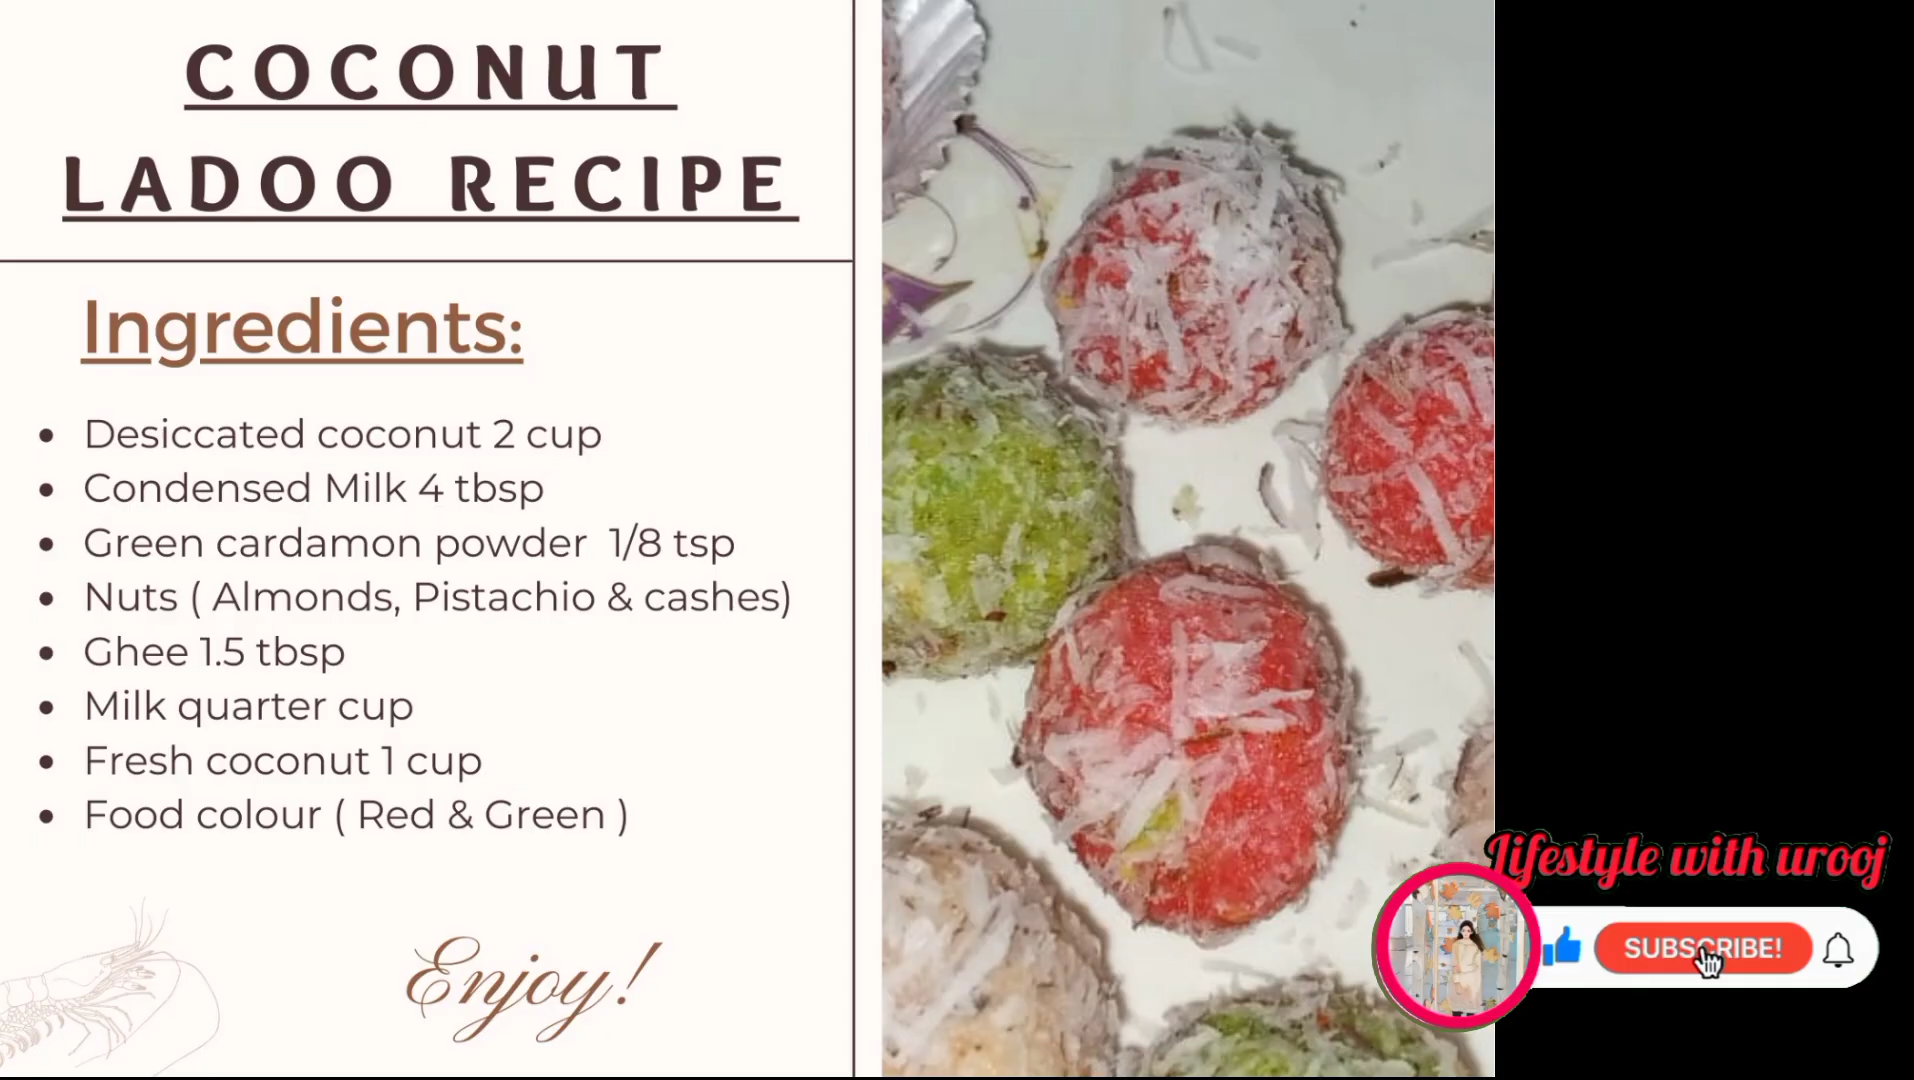 COCONUT
LADOO RECIPE
Ingredients:
Desiccated coconut 2 cup
Condensed Milk 4 tbsp
Green cardamon powder 1/8 tsp
Nuts ( Almonds, Pistachio & cashes)
Ghee 1.5 tbsp
Milk quarter cup
Fresh coconut 1 cup
Food colour ( Red & Green )
Enjoy!
Lifestyle with urooj
SUBSCRIBE!